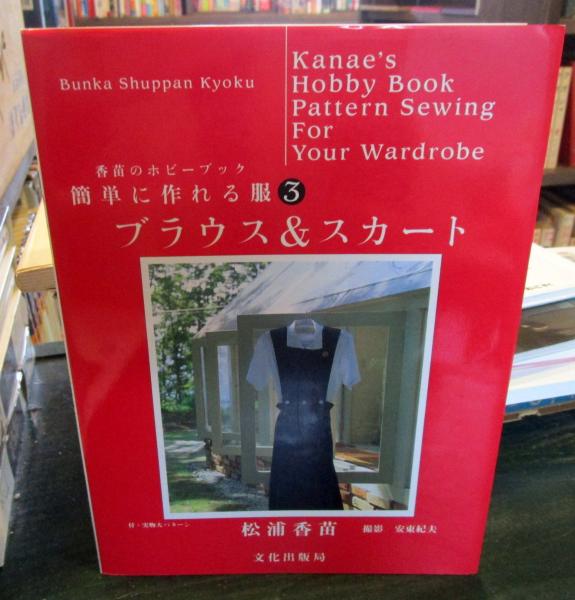 Bunka Shuppan Kyoku
Kanae's
Hobby Book
Pattern Sewing
For
Your Wardrobe
香苗のホビーブック
簡単に作れる服3
ブラウス&スカート
付・実物大パターン
松浦香苗 撮影 安東紀夫
文化出版局